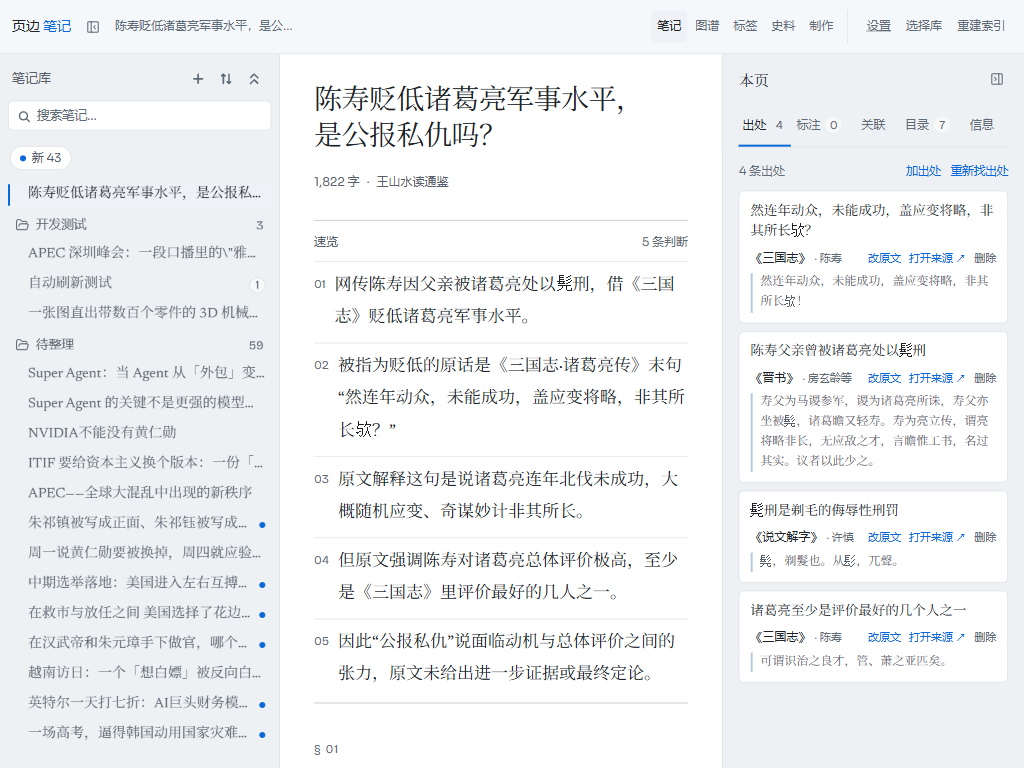 页边 笔记
陈寿贬低诸葛亮军事水平，是公...
笔记 图谱 标签 史料 制作 设置 选择库 重建索引
笔记库
搜索笔记...
新 43
陈寿贬低诸葛亮军事水平，是公报私...
开发测试 3
APEC 深圳峰会：一段口播里的\"雅...
自动刷新测试 1
一张图直出带数百个零件的 3D 机械...
待整理 59
Super Agent：当 Agent 从「外包」变...
Super Agent 的关键不是更强的模型...
NVIDIA不能没有黄仁勋
ITIF 要给资本主义换个版本：一份「...
APEC——全球大混乱中出现的新秩序
朱祁镇被写成正面、朱祁钰被写成...
周一说黄仁勋要被换掉，周四就应验...
中期选举落地：美国进入左右互搏...
在救市与放任之间 美国选择了花边...
在汉武帝和朱元璋手下做官，哪个...
越南访日：一个「想白嫖」被反向白...
英特尔一天打七折：AI巨头财务模...
一场高考，逼得韩国动用国家灾难...
陈寿贬低诸葛亮军事水平，
是公报私仇吗？
1,822 字 · 王山水读通鉴
速览 5 条判断
01 网传陈寿因父亲被诸葛亮处以髡刑，借《三国
志》贬低诸葛亮军事水平。
02 被指为贬低的原话是《三国志·诸葛亮传》末句
“然连年动众，未能成功，盖应变将略，非其所
长欤？”
03 原文解释这句是说诸葛亮连年北伐未成功，大
概随机应变、奇谋妙计非其所长。
04 但原文强调陈寿对诸葛亮总体评价极高，至少
是《三国志》里评价最好的几人之一。
05 因此“公报私仇”说面临动机与总体评价之间的
张力，原文未给出进一步证据或最终定论。
§ 01
本页
出处 4 标注 0 关联 目录 7 信息
4 条出处 加出处 重新找出处
然连年动众，未能成功，盖应变将略，非
其所长欤？
《三国志》 · 陈寿 改原文 打开来源 ↗ 删除
然连年动众，未能成功，盖应变将略，非其
所长欤！
陈寿父亲曾被诸葛亮处以髡刑
《晋书》 · 房玄龄等 改原文 打开来源 ↗ 删除
寿父为马谡参军，谡为诸葛亮所诛，寿父亦
坐被髡，诸葛瞻又轻寿。寿为亮立传，谓亮
将略非长，无应敌之才，言瞻惟工书，名过
其实。议者以此少之。
髡刑是剃毛的侮辱性刑罚
《说文解字》 · 许慎 改原文 打开来源 ↗ 删除
髡，剃髮也。从髟，兀聲。
诸葛亮至少是评价最好的几个人之一
《三国志》 · 陈寿 改原文 打开来源 ↗ 删除
可谓识治之良才，管、萧之亚匹矣。